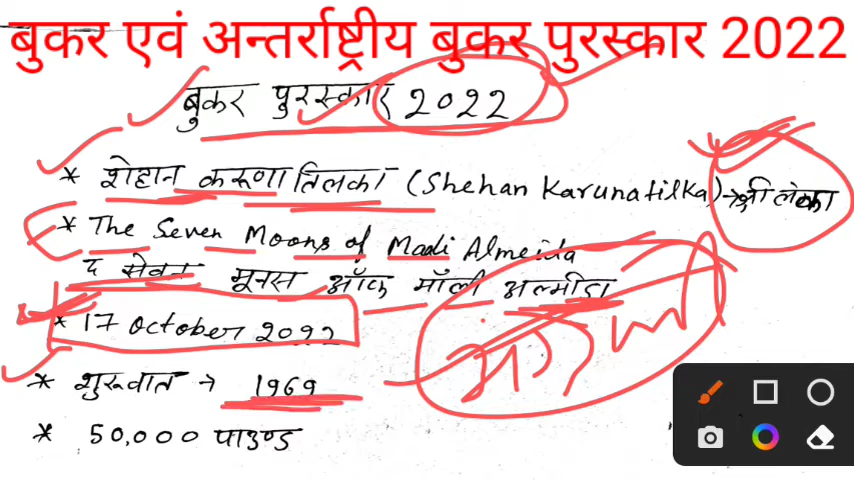 बुकर एवं अन्तर्राष्ट्रीय बुकर पुरस्कार 2022
बुकर पुरस्कार 2022
* शेहान करूणातिलका (Shehan Karunatilka) → श्री लंका
* The Seven Moons of Maali Almeida
द सेवन मूनस ऑफ मॉली अल्मीडा
* 17 october 2022
* शुरूवात → 1969
* 50,000 पाउण्ड